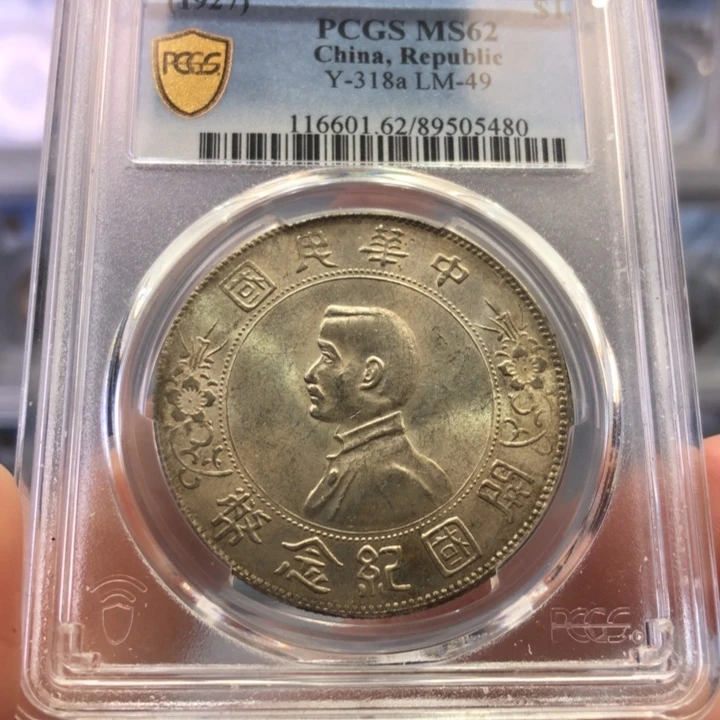 (1927) $1
PCGS MS62
China, Republic
Y-318a LM-49
116601.62/89505480
PCGS
中華民國
開國紀念幣
PCGS